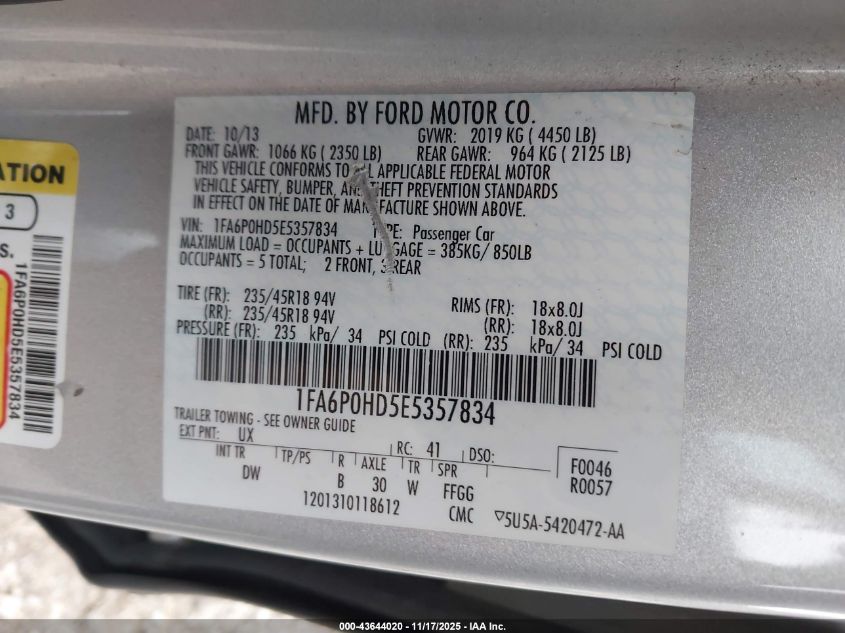 MFD. BY FORD MOTOR CO.
DATE: 10/13 GVWR: 2019 KG ( 4450 LB)
FRONT GAWR: 1066 KG ( 2350 LB) REAR GAWR: 964 KG ( 2125 LB)
THIS VEHICLE CONFORMS TO ALL APPLICABLE FEDERAL MOTOR
VEHICLE SAFETY, BUMPER, AND THEFT PREVENTION STANDARDS
IN EFFECT ON THE DATE OF MANUFACTURE SHOWN ABOVE.
VIN: 1FA6P0HD5E5357834 TYPE: Passenger Car
MAXIMUM LOAD = OCCUPANTS + LUGGAGE = 385KG/ 850LB
OCCUPANTS = 5 TOTAL; 2 FRONT, 3 REAR
TIRE (FR): 235/45R18 94V RIMS (FR): 18x8.0J
(RR): 235/45R18 94V (RR): 18x8.0J
PRESSURE (FR): 235 kPa/ 34 PSI COLD (RR): 235 kPa/ 34 PSI COLD
1FA6P0HD5E5357834
TRAILER TOWING - SEE OWNER GUIDE
EXT PNT: UX RC: 41 DSO: F0046
INT TR TP/PS R AXLE TR SPR R0057
DW B 30 W FFGG
1201310118612 CMC ▽5U5A-5420472-AA
ATION
3
S.
1FA6P0HD5E5357834
000-43644020 - 11/17/2025 - IAA Inc.